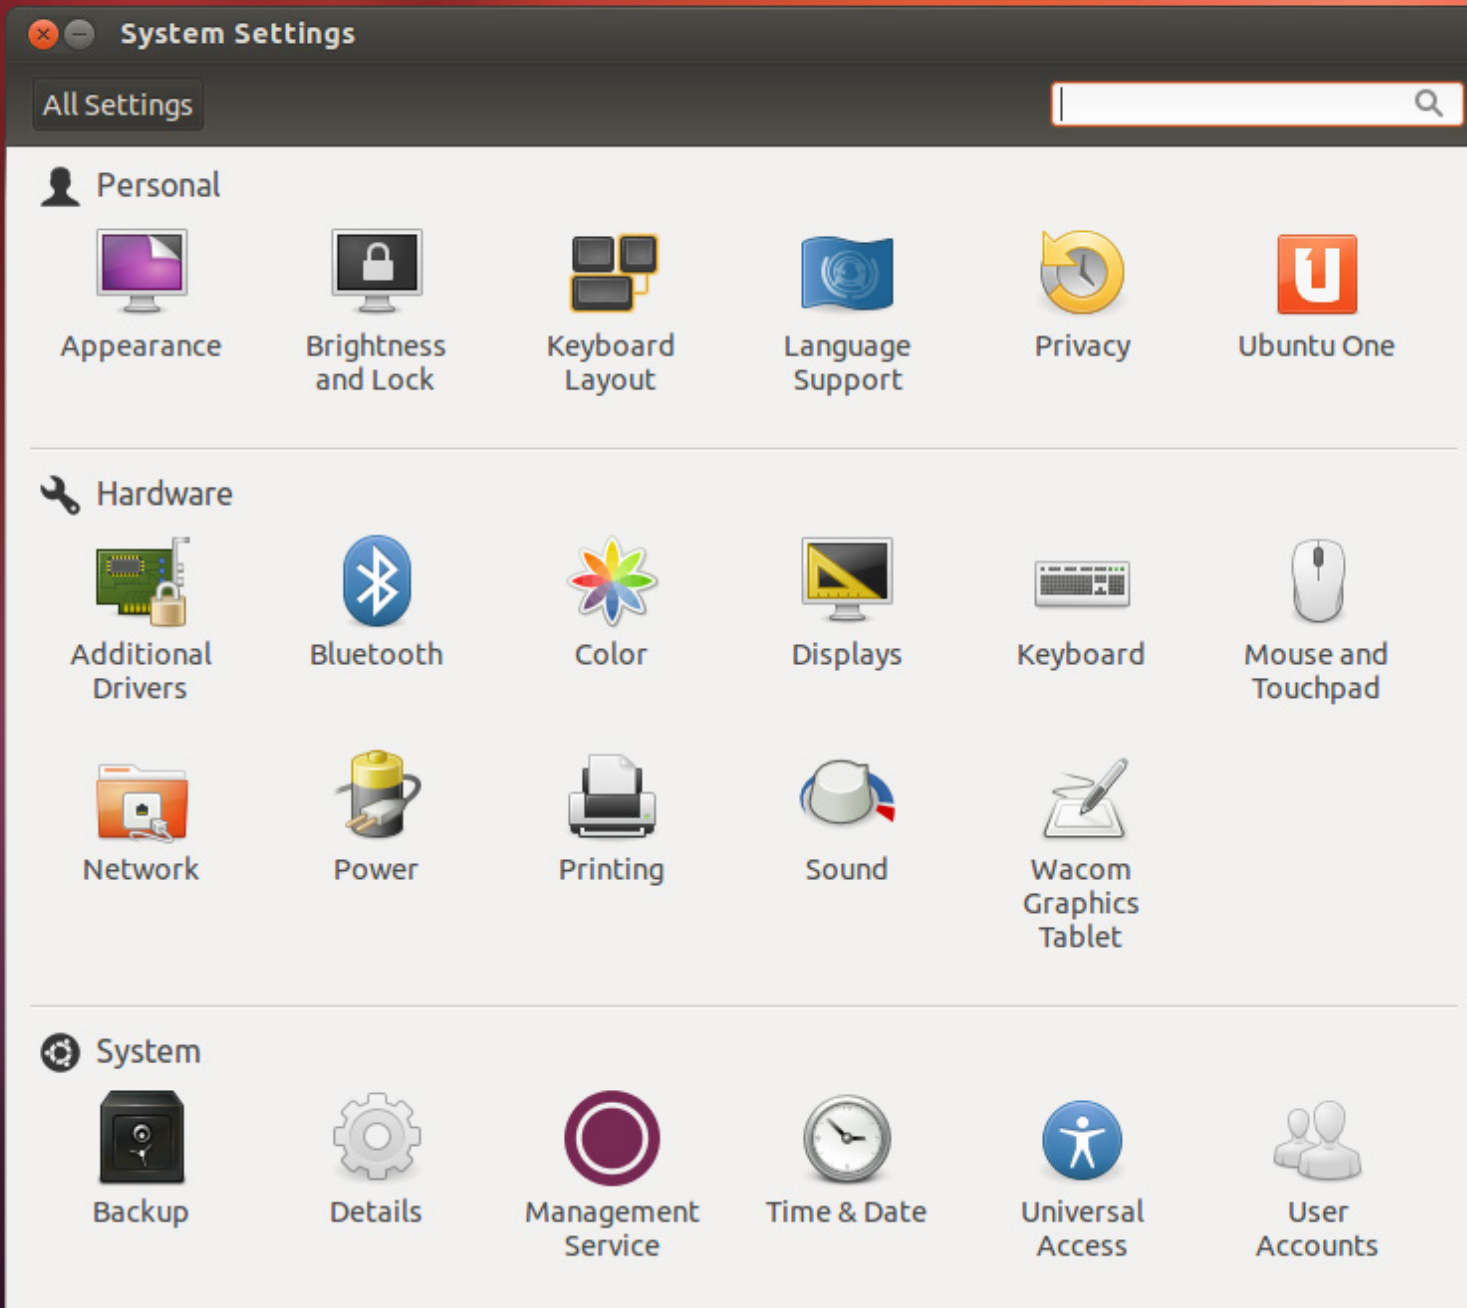 System Settings
All Settings
Personal
Appearance
Brightness
and Lock
Keyboard
Layout
Language
Support
Privacy
Ubuntu One
Hardware
Additional
Drivers
Bluetooth
Color
Displays
Keyboard
Mouse and
Touchpad
Network
Power
Printing
Sound
Wacom
Graphics
Tablet
System
Backup
Details
Management
Service
Time & Date
Universal
Access
User
Accounts